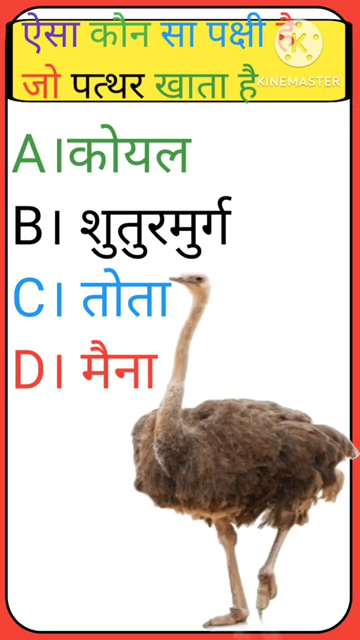 ऐसा कौन सा पक्षी है
जो पत्थर खाता है
KINEMASTER
A।कोयल
B। शुतुरमुर्ग
C। तोता
D। मैना